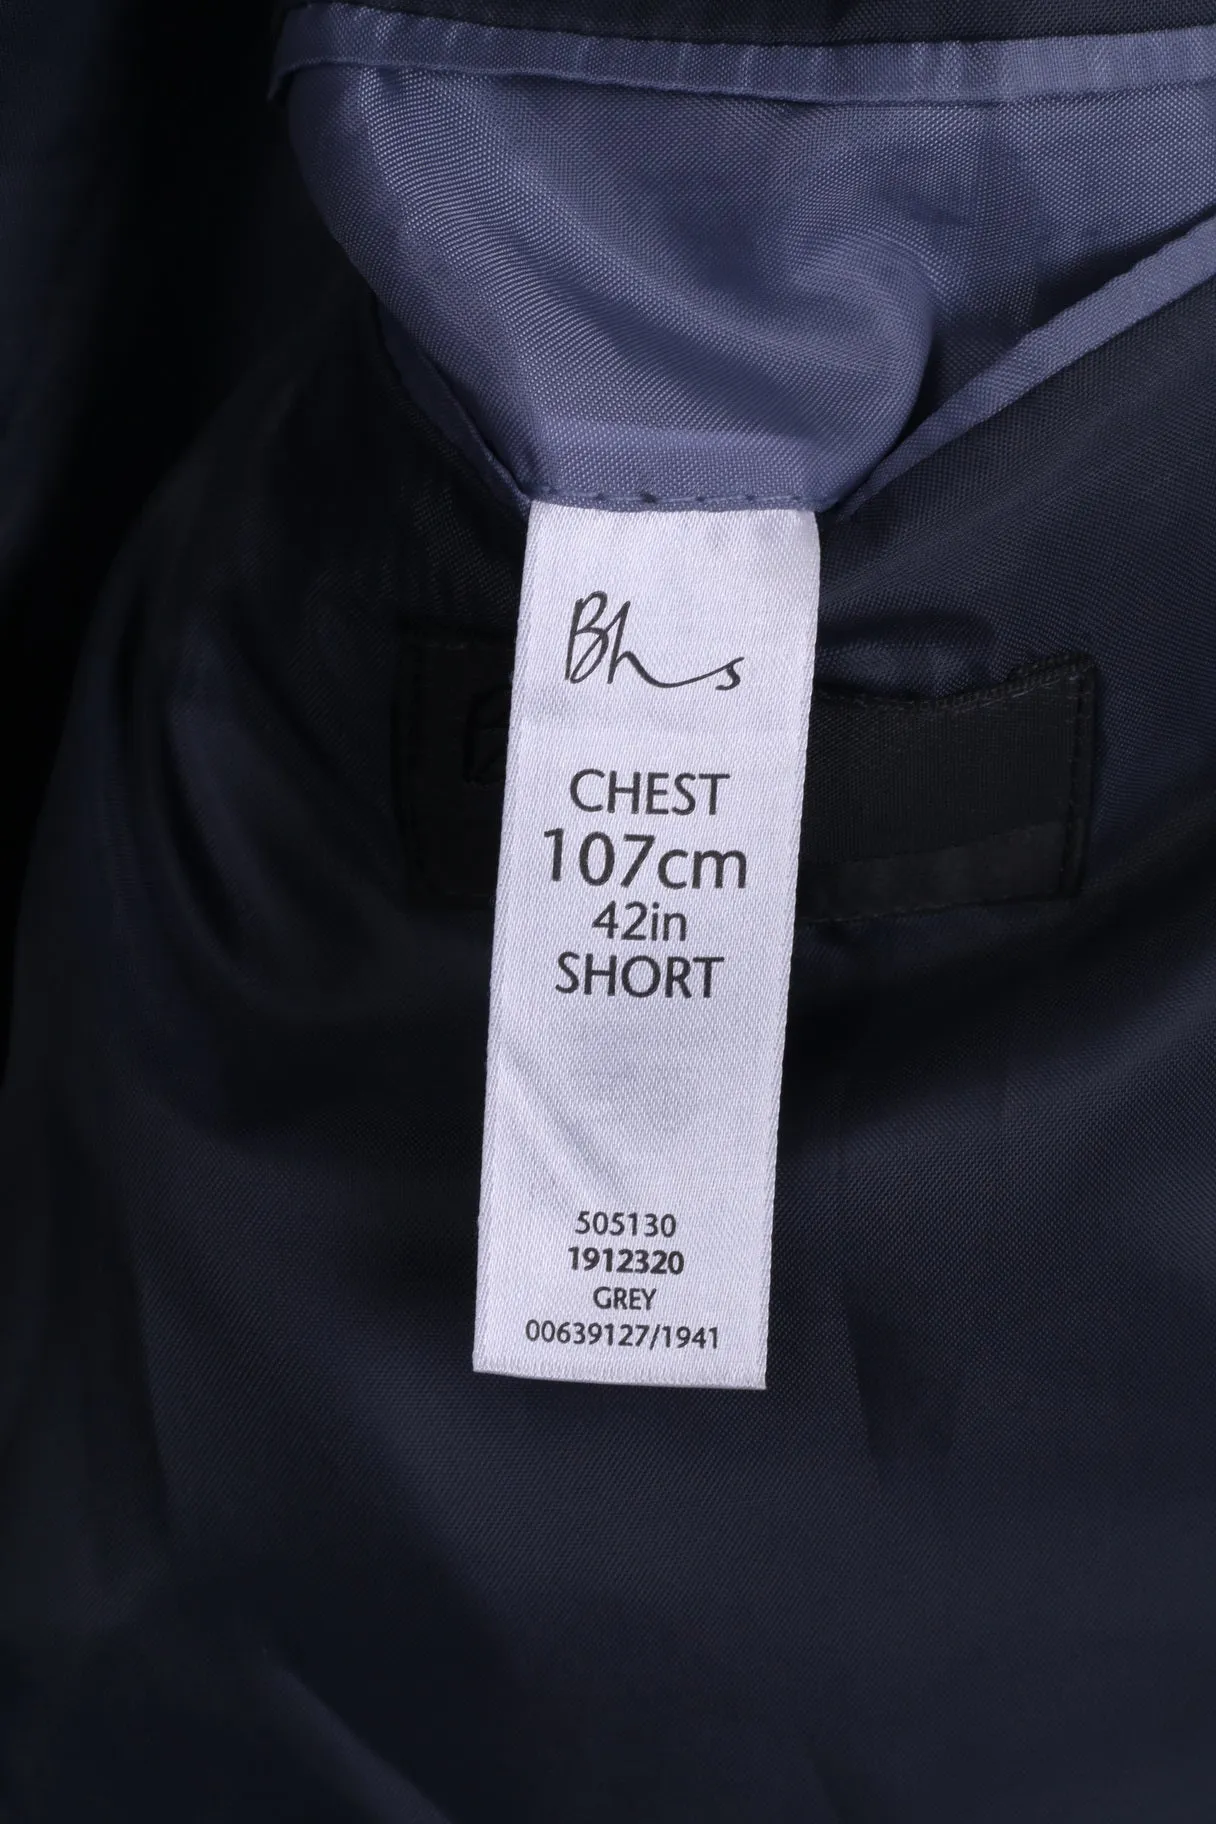 Bhs
CHEST
107cm
42in
SHORT
505130
1912320
GREY
00639127/1941